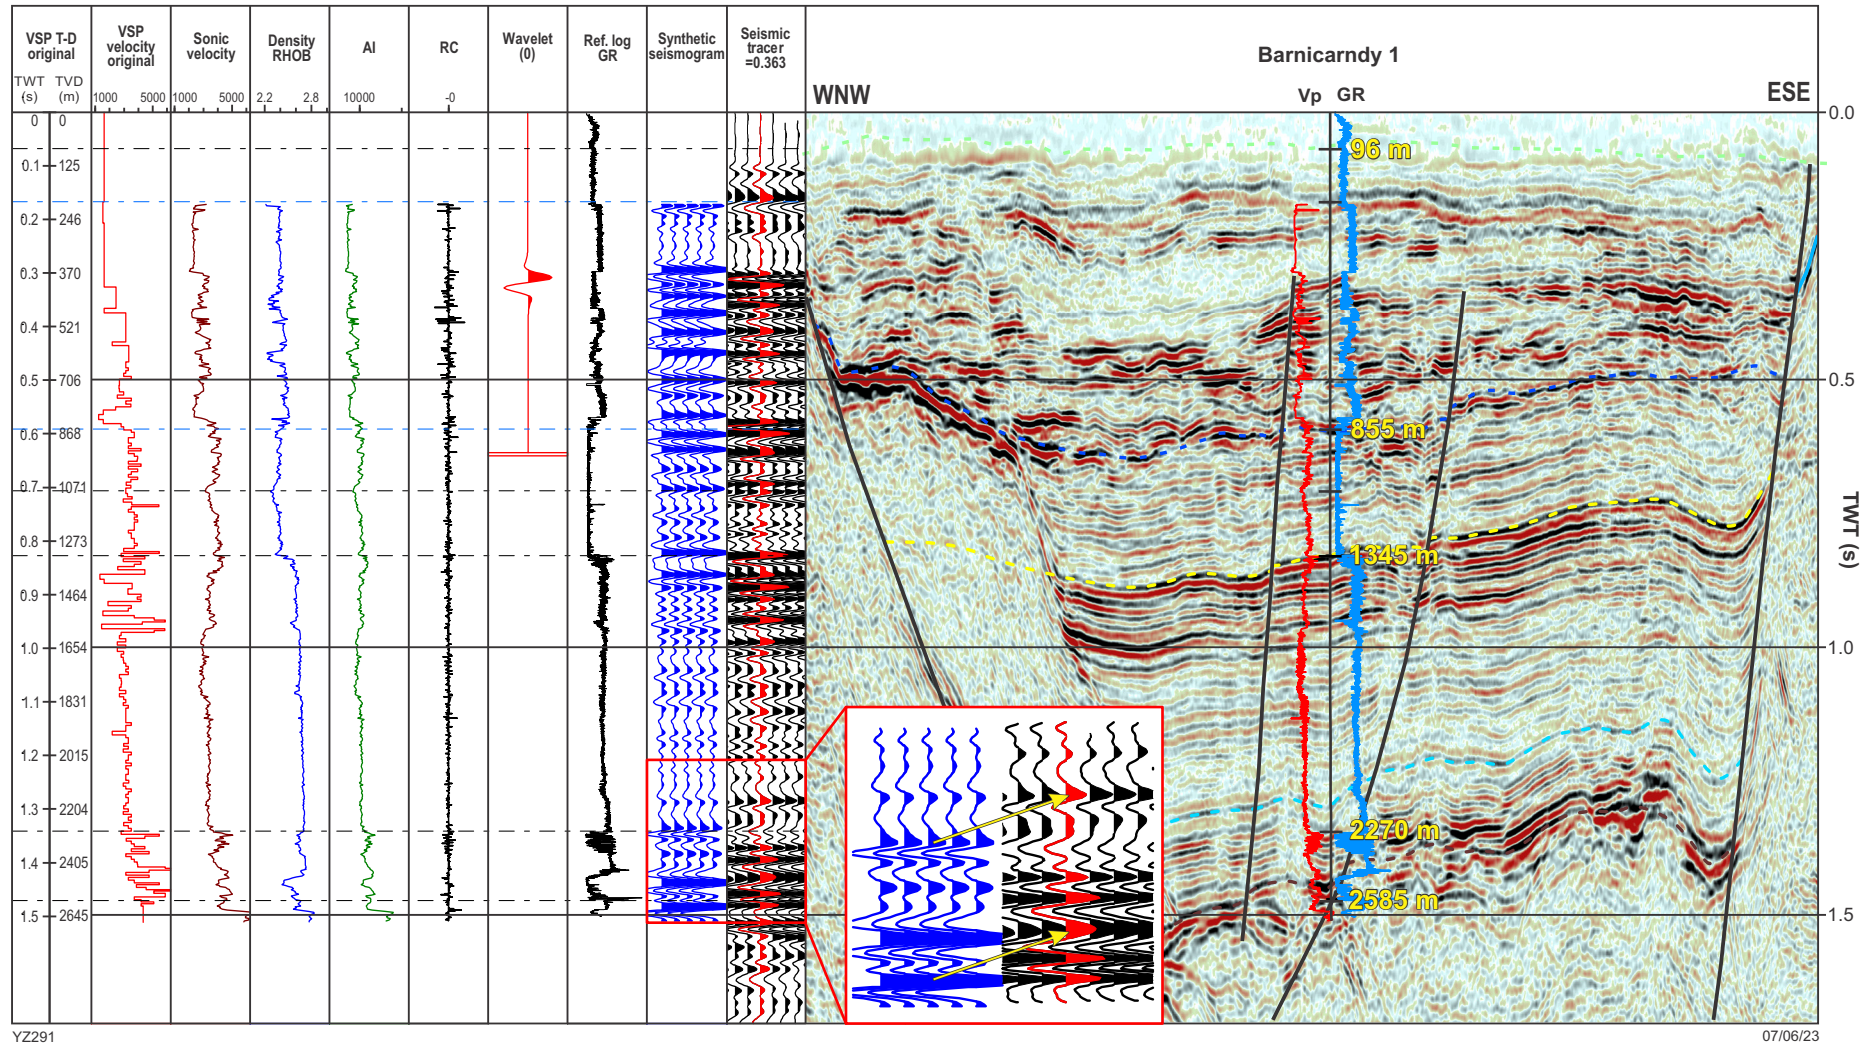 VSP T-D
original
TWT TVD
(s) (m)
VSP
velocity
original
1000 5000
Sonic
velocity
1000 5000
Density
RHOB
2.2 2.8
AI
10000
RC
-0
Wavelet
(0)
Ref. log
GR
Synthetic
seismogram
Seismic
tracer
=0.363
Barnicarndy 1
WNW
Vp GR
ESE
0 0
0.1 125
0.2 246
0.3 370
0.4 521
0.5 706
0.6 868
0.7 1071
0.8 1273
0.9 1464
1.0 1654
1.1 1831
1.2 2015
1.3 2204
1.4 2405
1.5 2645
96 m
855 m
1345 m
2270 m
2585 m
0.0
0.5
1.0
1.5
TWT (s)
YZ291
07/06/23